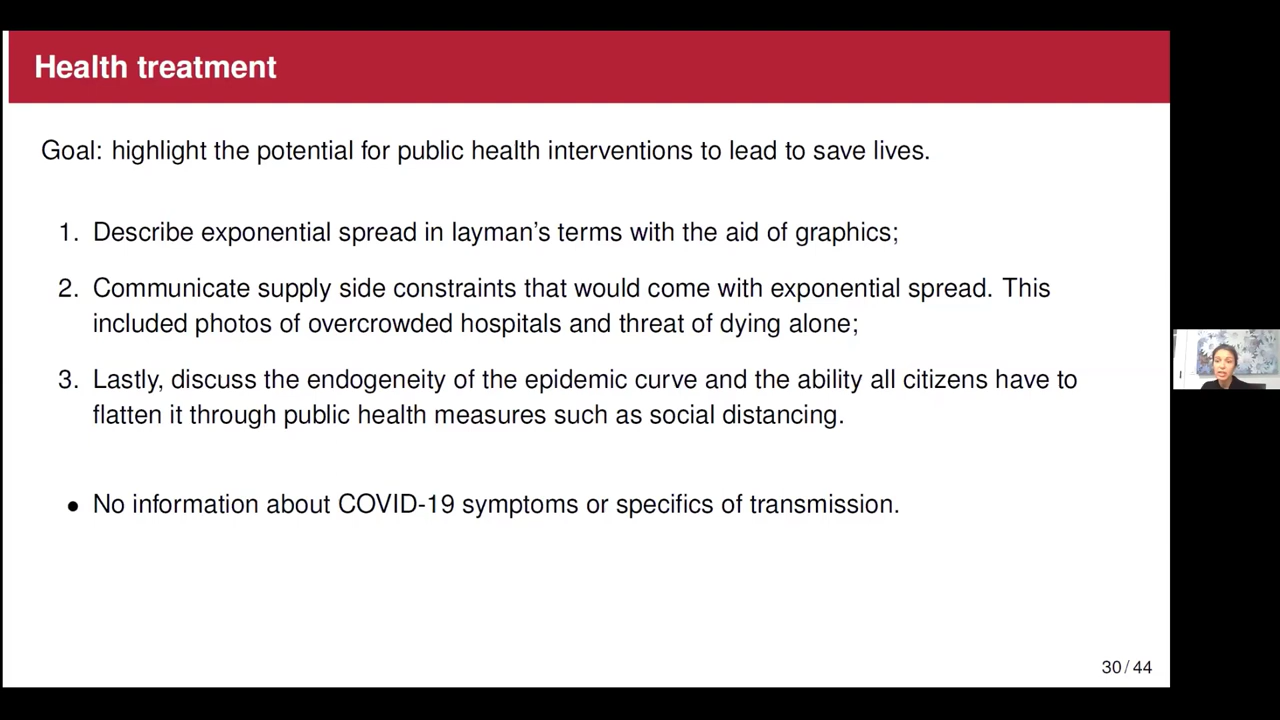 Health treatment
Goal: highlight the potential for public health interventions to lead to save lives.
1. Describe exponential spread in layman's terms with the aid of graphics;
2. Communicate supply side constraints that would come with exponential spread. This
included photos of overcrowded hospitals and threat of dying alone;
3. Lastly, discuss the endogeneity of the epidemic curve and the ability all citizens have to
flatten it through public health measures such as social distancing.
• No information about COVID-19 symptoms or specifics of transmission.
30 / 44